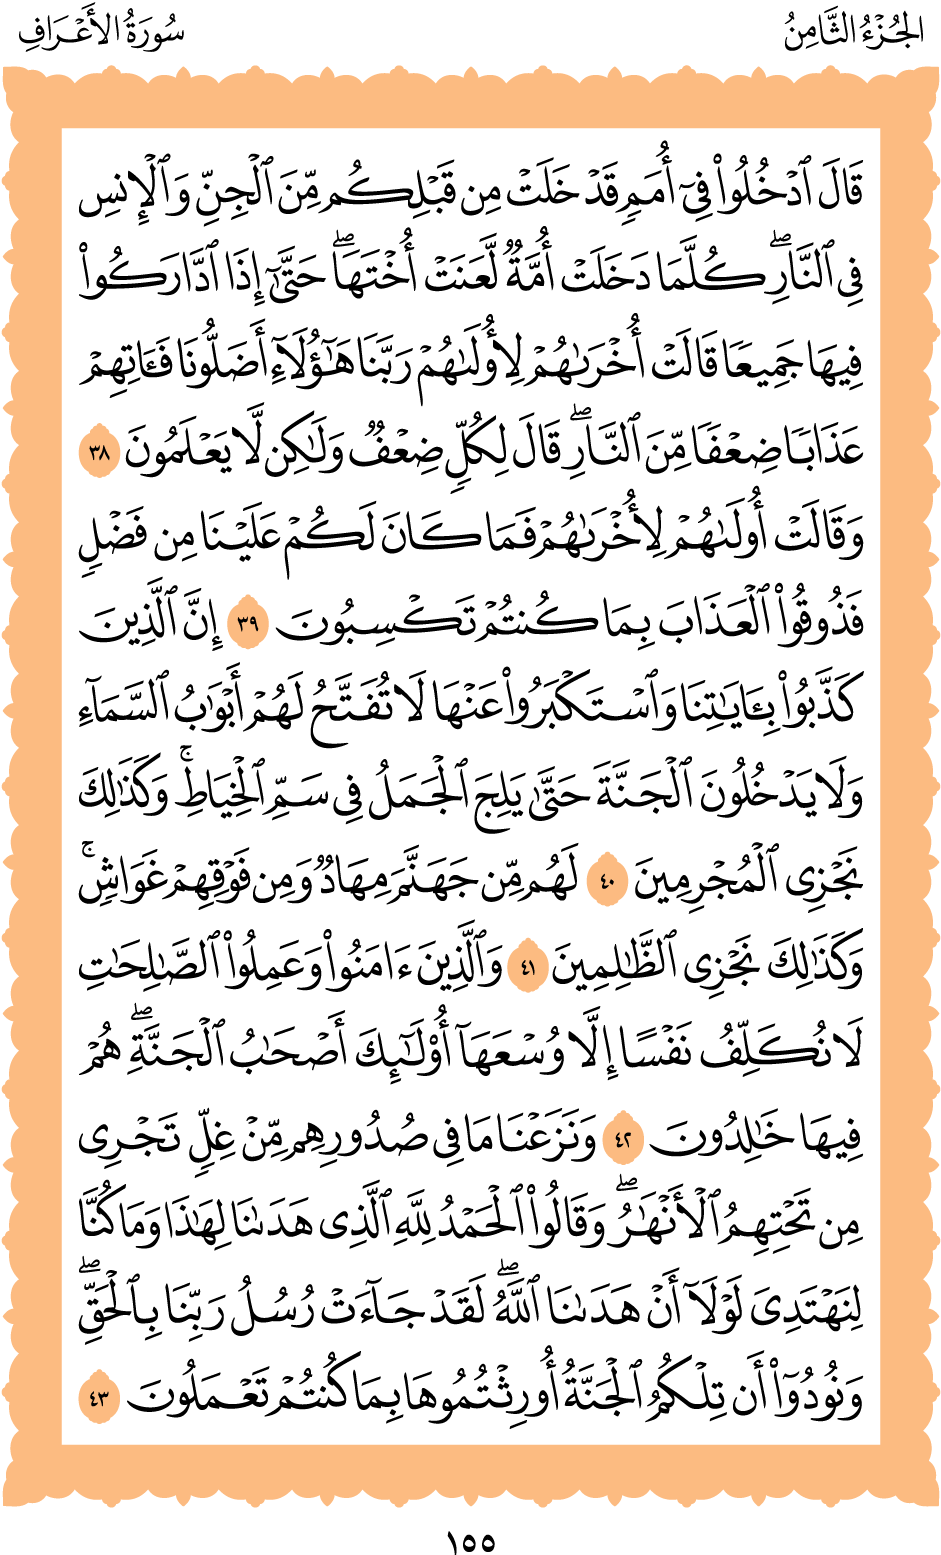 الجُزْءُ الثَّامِنُ
سُورَةُ الأَعْرَافِ
قَالَ ٱدْخُلُوا۟ فِىٓ أُمَمٍ قَدْ خَلَتْ مِن قَبْلِكُم مِّنَ ٱلْجِنِّ وَٱلْإِنسِ
فِى ٱلنَّارِ ۖ كُلَّمَا دَخَلَتْ أُمَّةٌ لَّعَنَتْ أُخْتَهَا ۖ حَتَّىٰٓ إِذَا ٱدَّارَكُوا۟
فِيهَا جَمِيعًا قَالَتْ أُخْرَىٰهُمْ لِأُولَىٰهُمْ رَبَّنَا هَٰٓؤُلَآءِ أَضَلُّونَا فَـَٔاتِهِمْ
عَذَابًا ضِعْفًا مِّنَ ٱلنَّارِ ۖ قَالَ لِكُلٍّ ضِعْفٌ وَلَٰكِن لَّا يَعْلَمُونَ ٣٨
وَقَالَتْ أُولَىٰهُمْ لِأُخْرَىٰهُمْ فَمَا كَانَ لَكُمْ عَلَيْنَا مِن فَضْلٍ
فَذُوقُوا۟ ٱلْعَذَابَ بِمَا كُنتُمْ تَكْسِبُونَ ٣٩ إِنَّ ٱلَّذِينَ
كَذَّبُوا۟ بِـَٔايَٰتِنَا وَٱسْتَكْبَرُوا۟ عَنْهَا لَا تُفَتَّحُ لَهُمْ أَبْوَٰبُ ٱلسَّمَآءِ
وَلَا يَدْخُلُونَ ٱلْجَنَّةَ حَتَّىٰ يَلِجَ ٱلْجَمَلُ فِى سَمِّ ٱلْخِيَاطِ ۚ وَكَذَٰلِكَ
نَجْزِى ٱلْمُجْرِمِينَ ٤٠ لَهُم مِّن جَهَنَّمَ مِهَادٌ وَمِن فَوْقِهِمْ غَوَاشٍ ۚ
وَكَذَٰلِكَ نَجْزِى ٱلظَّٰلِمِينَ ٤١ وَٱلَّذِينَ ءَامَنُوا۟ وَعَمِلُوا۟ ٱلصَّٰلِحَٰتِ
لَا نُكَلِّفُ نَفْسًا إِلَّا وُسْعَهَآ أُو۟لَٰٓئِكَ أَصْحَٰبُ ٱلْجَنَّةِ ۖ هُمْ
فِيهَا خَٰلِدُونَ ٤٢ وَنَزَعْنَا مَا فِى صُدُورِهِم مِّنْ غِلٍّ تَجْرِى
مِن تَحْتِهِمُ ٱلْأَنْهَٰرُ ۖ وَقَالُوا۟ ٱلْحَمْدُ لِلَّهِ ٱلَّذِى هَدَىٰنَا لِهَٰذَا وَمَا كُنَّا
لِنَهْتَدِىَ لَوْلَآ أَنْ هَدَىٰنَا ٱللَّهُ ۖ لَقَدْ جَآءَتْ رُسُلُ رَبِّنَا بِٱلْحَقِّ ۖ
وَنُودُوٓا۟ أَن تِلْكُمُ ٱلْجَنَّةُ أُورِثْتُمُوهَا بِمَا كُنتُمْ تَعْمَلُونَ ٤٣
١٥٥